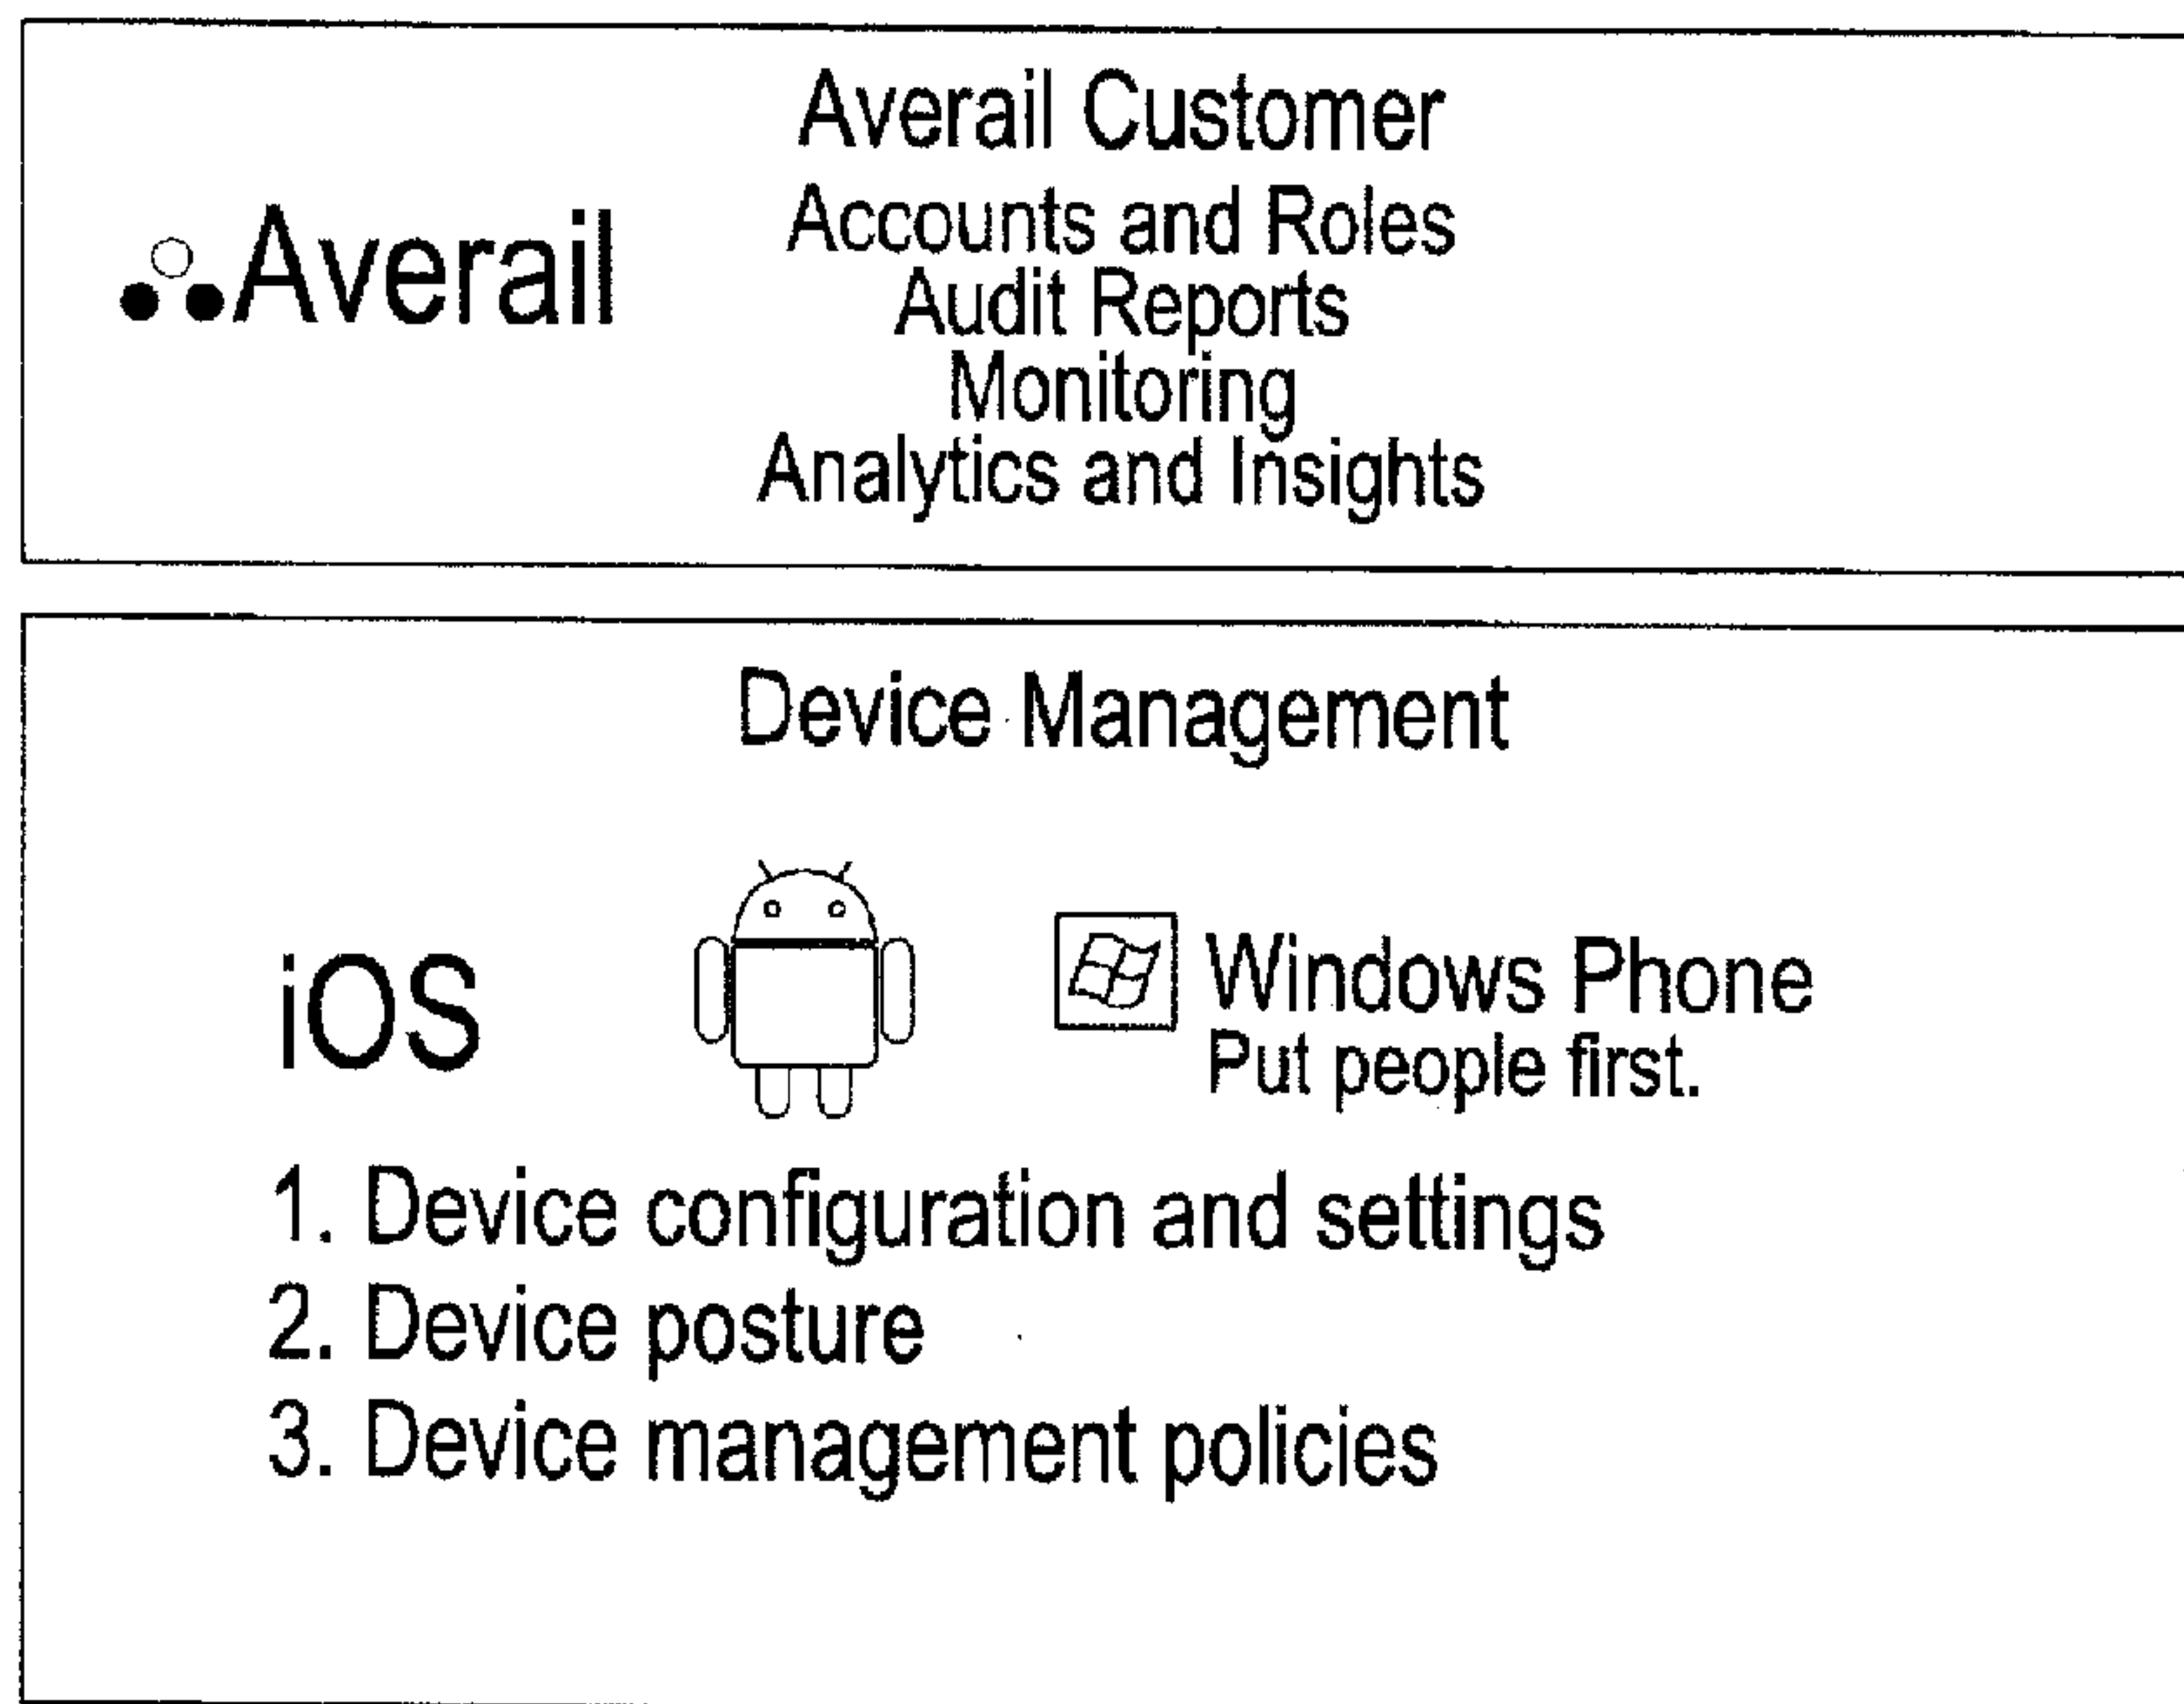 Averail Customer
Averail
Accounts and Roles
Audit Reports
Monitoring
Analytics and Insights
Device Management
iOS
Windows Phone
Put people first.
1. Device configuration and settings
2. Device posture
3. Device management policies